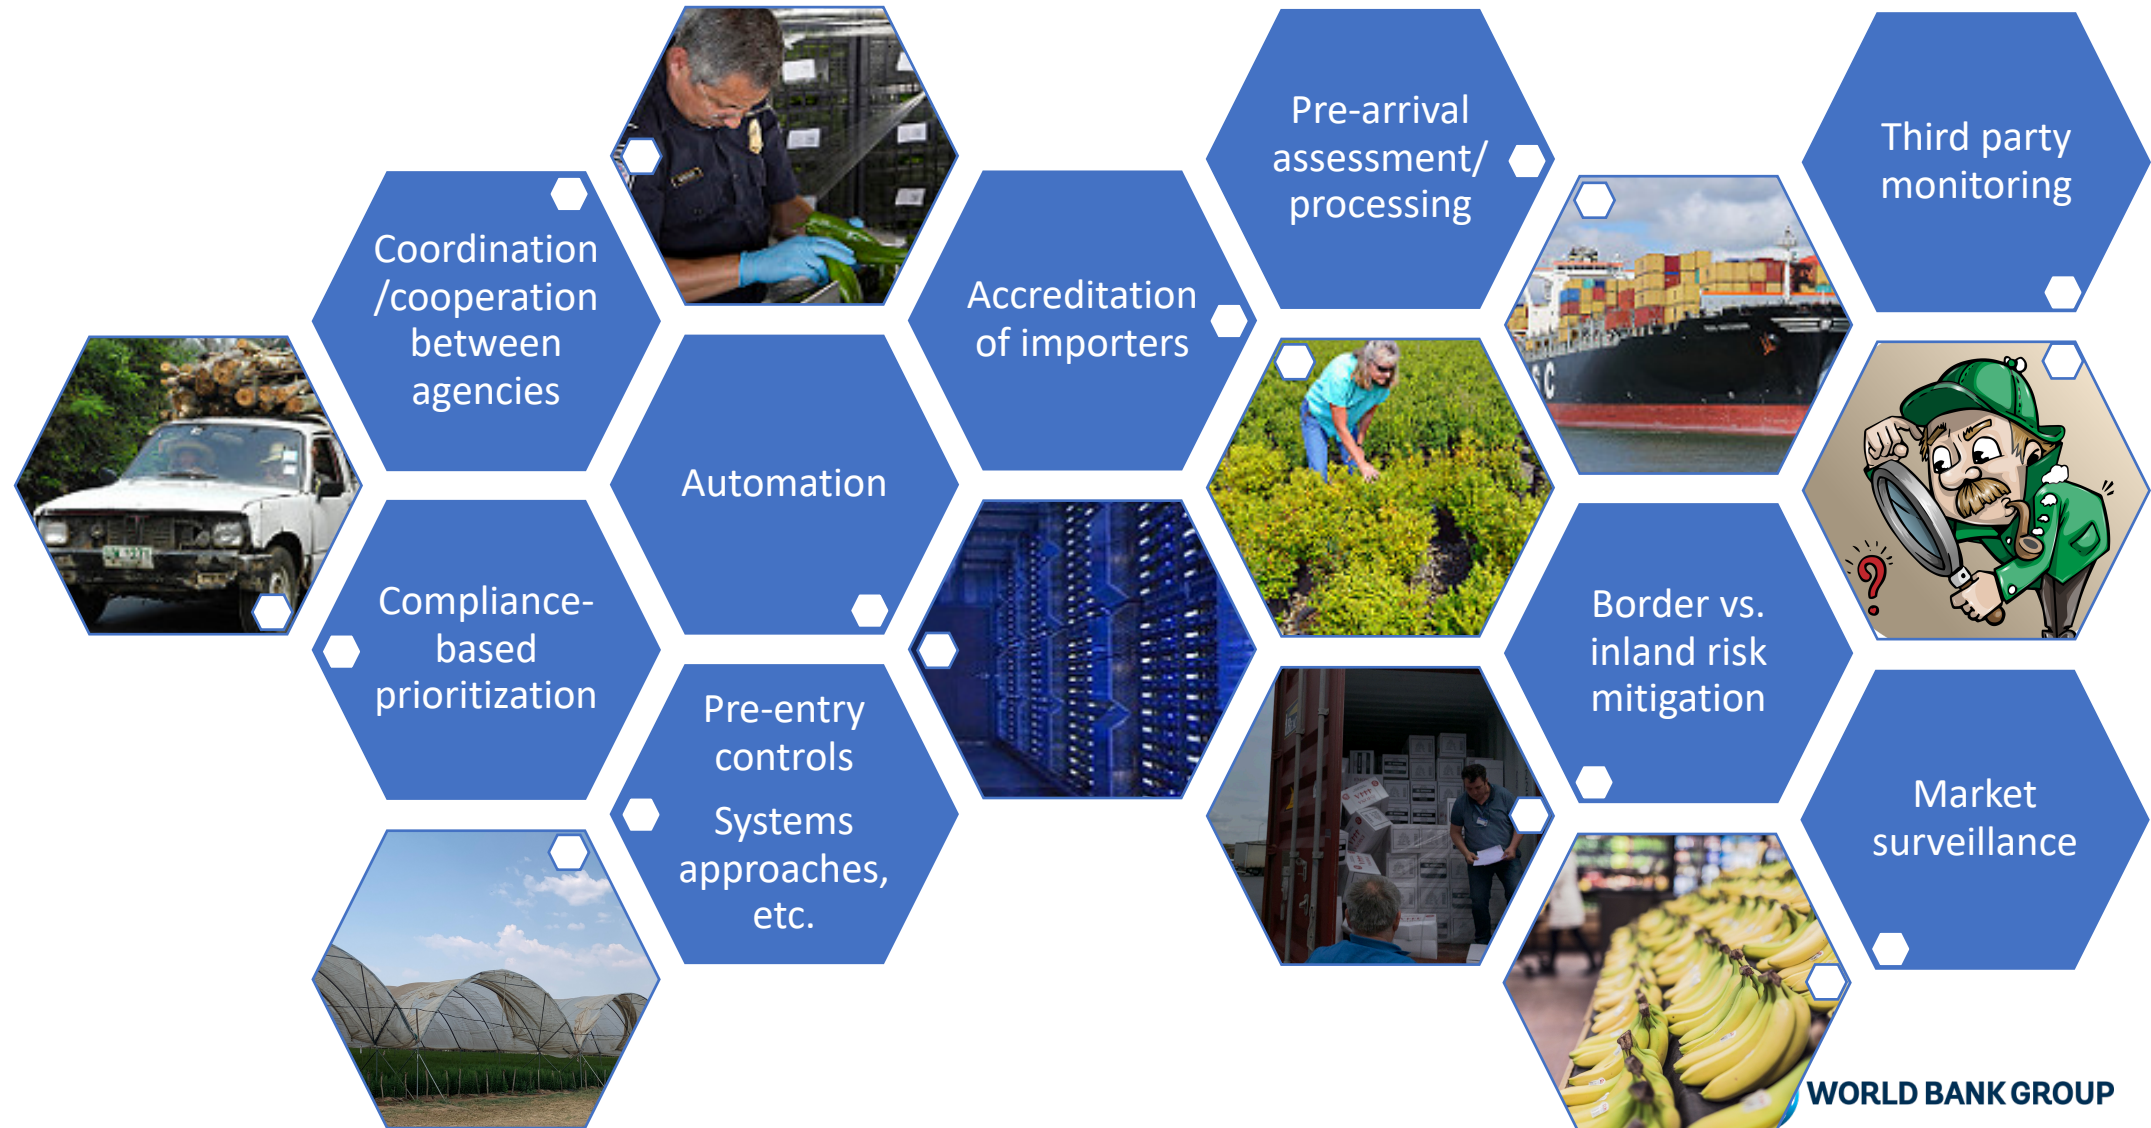 Coordination
/cooperation
between
agencies
Compliance-
based
prioritization
Automation
Pre-entry
controls
Systems
approaches,
etc.
Accreditation
of importers
Pre-arrival
assessment/
processing
Border vs.
inland risk
mitigation
Third party
monitoring
?
Market
surveillance
WORLD BANK GROUP